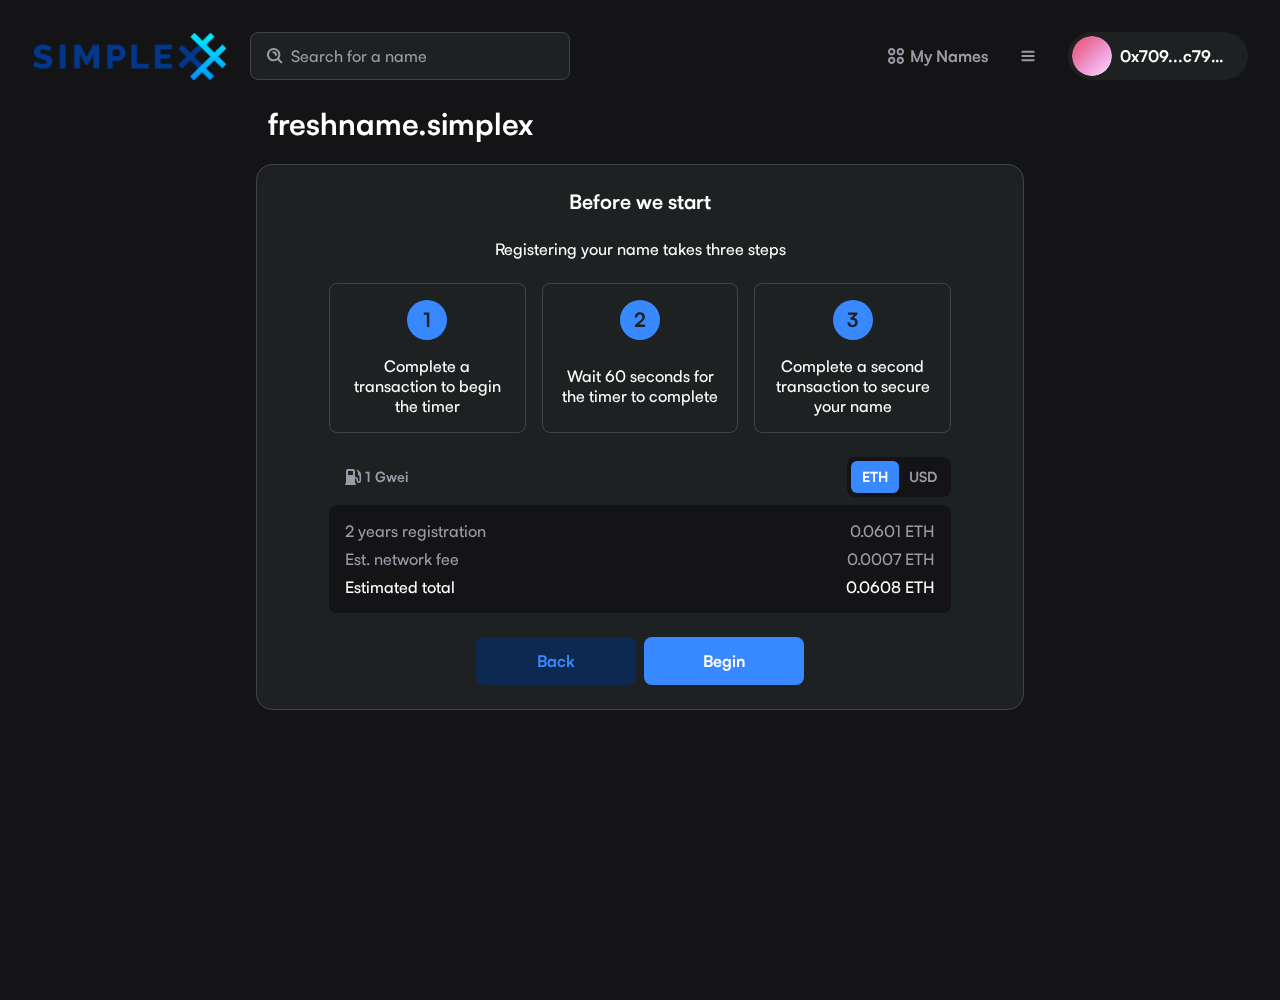 SIMPLEX
Search for a name
My Names
0x709...c79...
freshname.simplex
Before we start
Registering your name takes three steps
1
Complete a
transaction to begin
the timer
2
Wait 60 seconds for
the timer to complete
3
Complete a second
transaction to secure
your name
1 Gwei
ETH
USD
2 years registration
0.0601 ETH
Est. network fee
0.0007 ETH
Estimated total
0.0608 ETH
Back
Begin